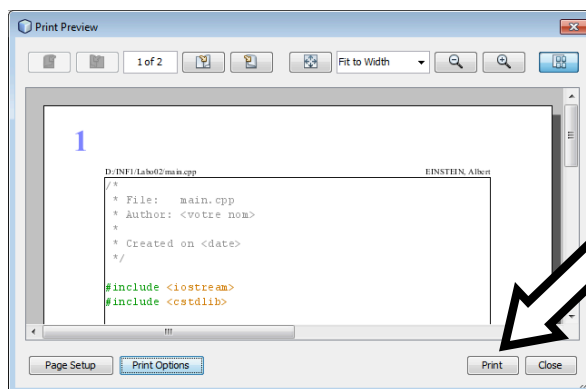 Print Preview
1 of 2
Fit to Width
1
D:/INF1/Labo02/main.cpp EINSTEIN, Albert
/*
* File: main.cpp
* Author: <votre nom>
*
* Created on <date>
*/
#include <iostream>
#include <cstdlib>
Page Setup Print Options Print Close